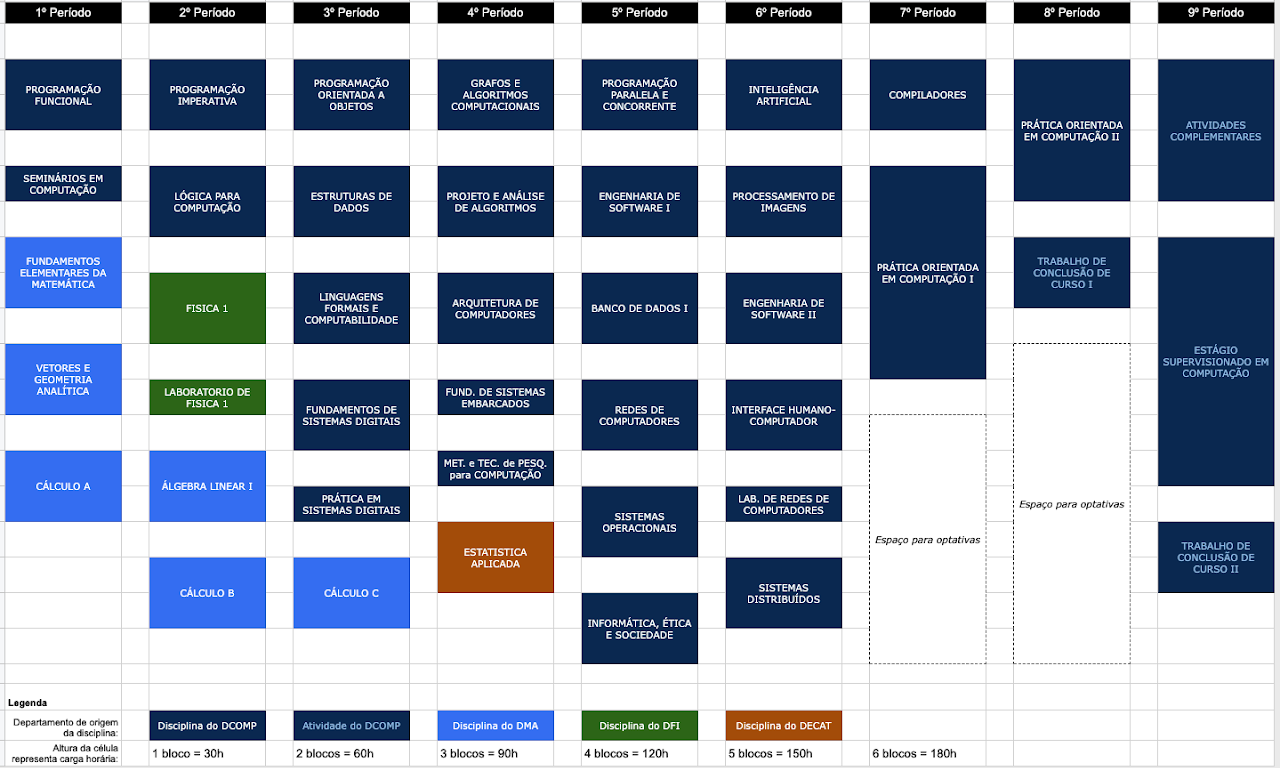 1º Período
2º Período
3º Período
4º Período
5º Período
6º Período
7º Período
8º Período
9º Período
PROGRAMAÇÃO
FUNCIONAL
SEMINÁRIOS EM
COMPUTAÇÃO
FUNDAMENTOS
ELEMENTARES DA
MATEMÁTICA
VETORES E
GEOMETRIA
ANALÍTICA
CÁLCULO A
PROGRAMAÇÃO
IMPERATIVA
LÓGICA PARA
COMPUTAÇÃO
FISICA 1
LABORATORIO DE
FISICA 1
ÁLGEBRA LINEAR I
CÁLCULO B
PROGRAMAÇÃO
ORIENTADA A
OBJETOS
ESTRUTURAS DE
DADOS
LINGUAGENS
FORMAIS E
COMPUTABILIDADE
FUNDAMENTOS DE
SISTEMAS DIGITAIS
PRÁTICA EM
SISTEMAS DIGITAIS
CÁLCULO C
GRAFOS E
ALGORITMOS
COMPUTACIONAIS
PROJETO E ANÁLISE
DE ALGORITMOS
ARQUITETURA DE
COMPUTADORES
FUND. DE SISTEMAS
EMBARCADOS
MET. e TEC. de PESQ.
para COMPUTAÇÃO
ESTATISTICA
APLICADA
PROGRAMAÇÃO
PARALELA E
CONCORRENTE
ENGENHARIA DE
SOFTWARE I
BANCO DE DADOS I
REDES DE
COMPUTADORES
SISTEMAS
OPERACIONAIS
INFORMÁTICA, ÉTICA
E SOCIEDADE
INTELIGÊNCIA
ARTIFICIAL
PROCESSAMENTO DE
IMAGENS
ENGENHARIA DE
SOFTWARE II
INTERFACE HUMANO-
COMPUTADOR
LAB. DE REDES DE
COMPUTADORES
SISTEMAS
DISTRIBUÍDOS
COMPILADORES
PRÁTICA ORIENTADA
EM COMPUTAÇÃO I
Espaço para optativas
PRÁTICA ORIENTADA
EM COMPUTAÇÃO II
TRABALHO DE
CONCLUSÃO DE
CURSO I
Espaço para optativas
ATIVIDADES
COMPLEMENTARES
ESTÁGIO
SUPERVISIONADO EM
COMPUTAÇÃO
TRABALHO DE
CONCLUSÃO DE
CURSO II
Legenda
Departamento de origem
da disciplina:
Disciplina do DCOMP
Atividade do DCOMP
Disciplina do DMA
Disciplina do DFI
Disciplina do DECAT
Altura da célula
representa carga horária:
1 bloco = 30h
2 blocos = 60h
3 blocos = 90h
4 blocos = 120h
5 blocos = 150h
6 blocos = 180h